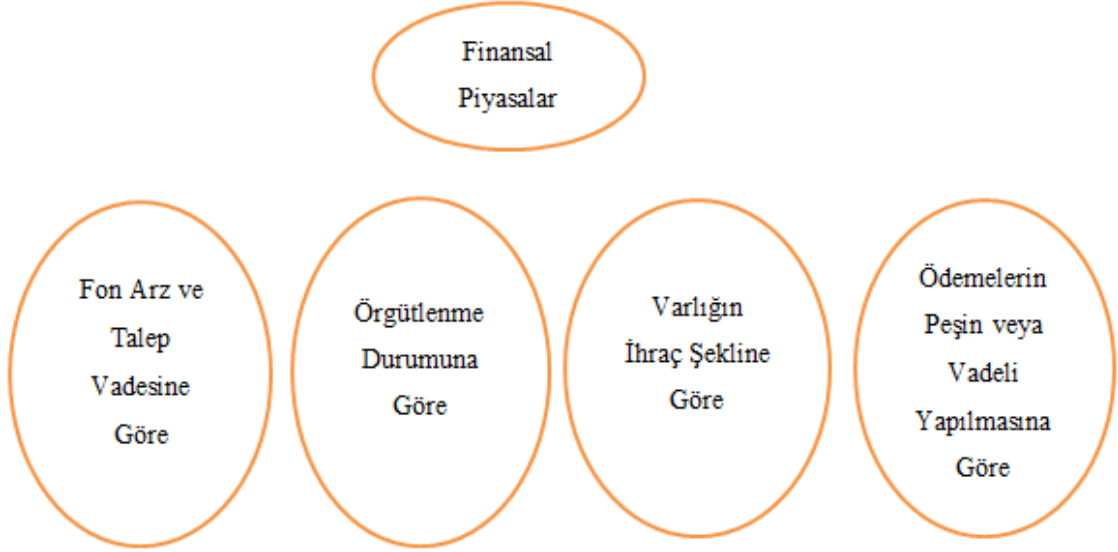 Finansal
Piyasalar
Fon Arz ve
Talep
Vadesine
Göre
Örgütlenme
Durumuna
Göre
Varlığın
İhraç Şekline
Göre
Ödemelerin
Peşin veya
Vadeli
Yapılmasına
Göre